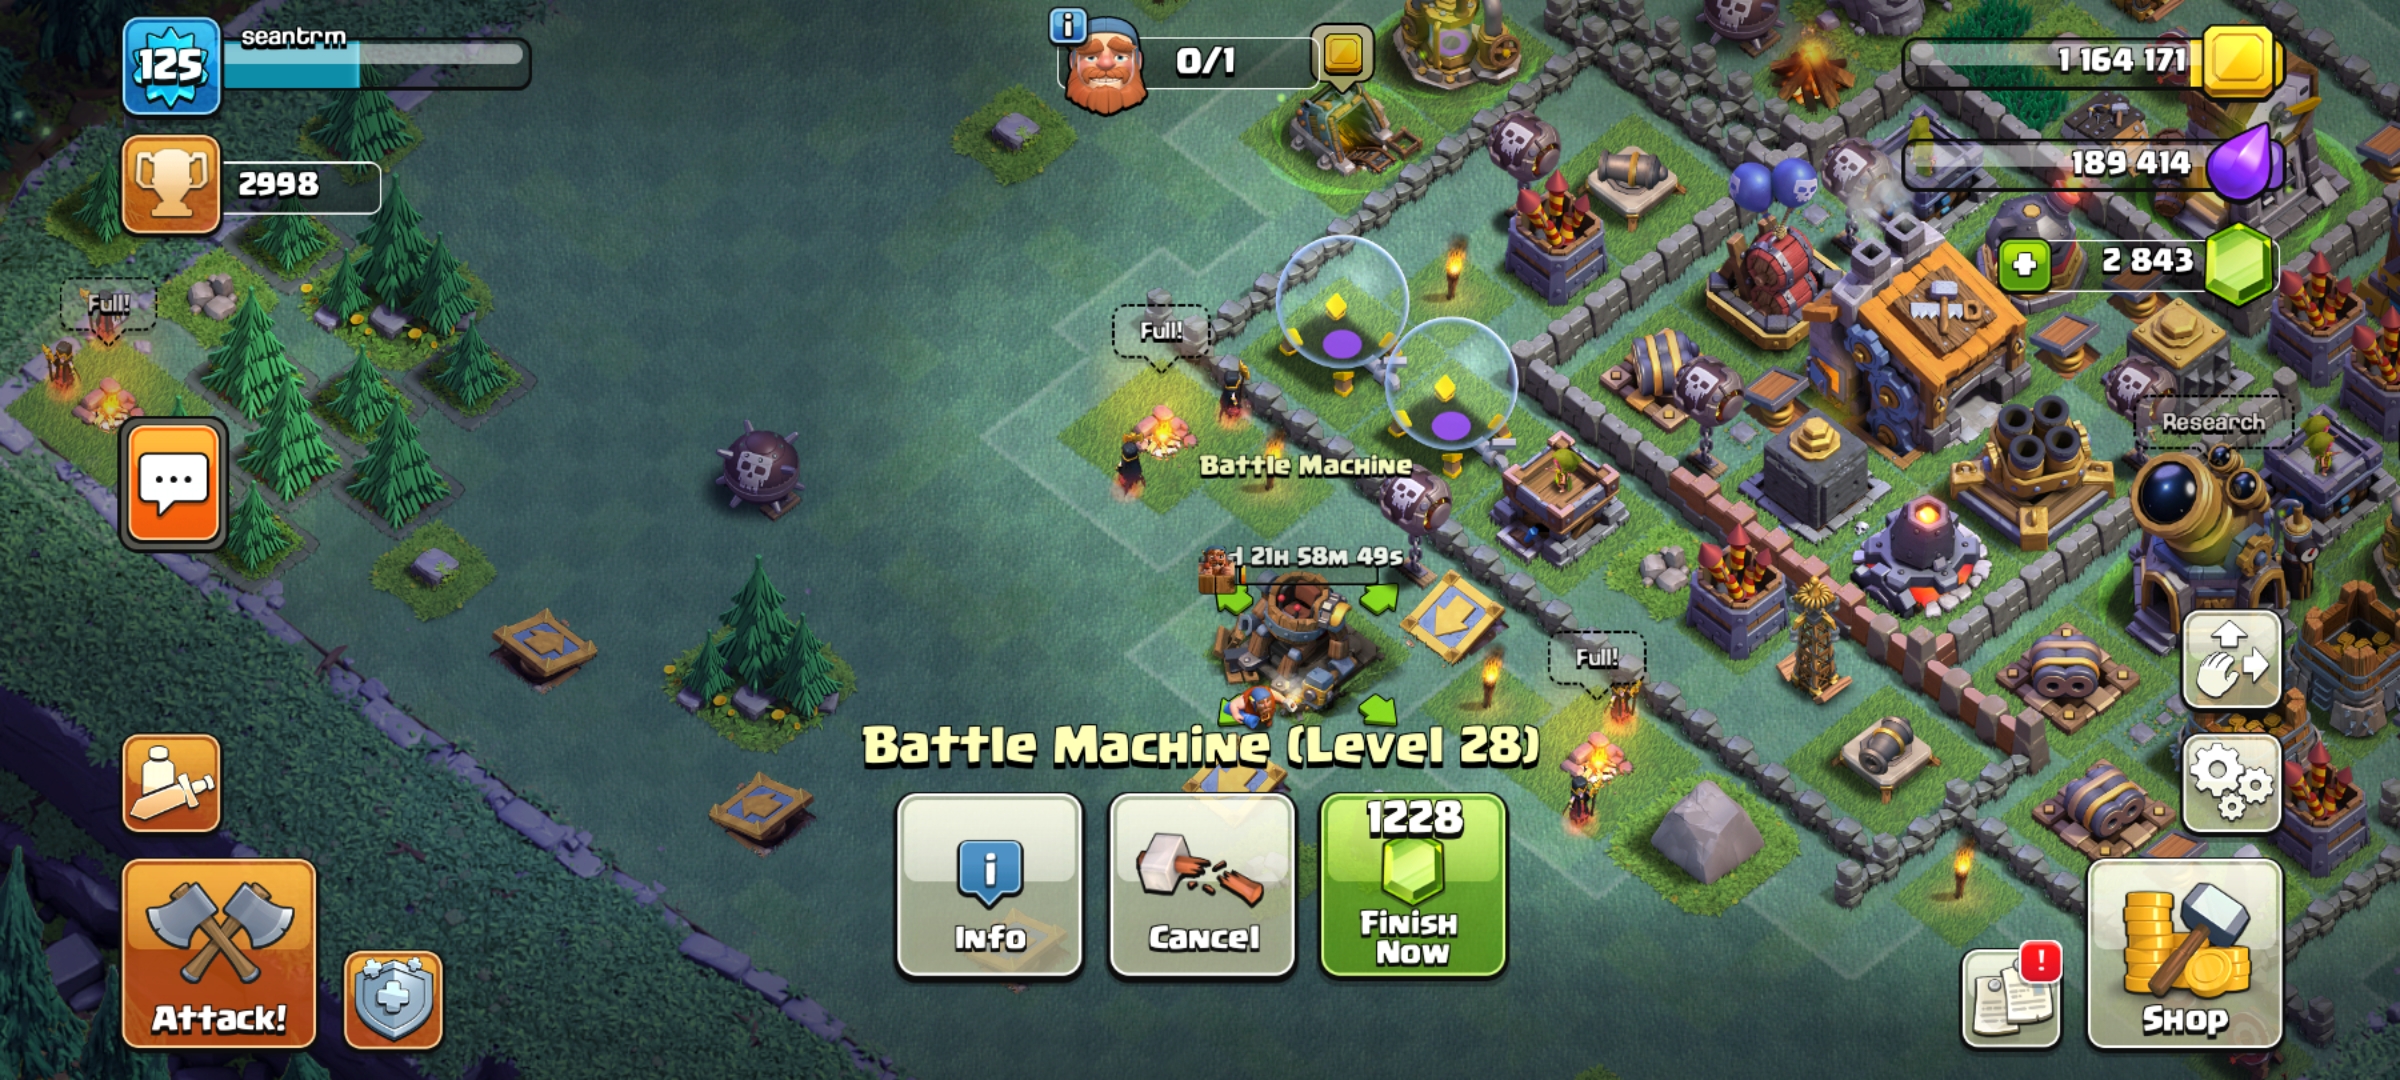 seantrm
125
2998
0/1
1 164 171
189 414
2 843
Full!
Full!
Research
Battle Machine
21H 58M 49s
Full!
Battle Machine (Level 28)
Info
Cancel
1228
Finish
Now
Attack!
!
Shop